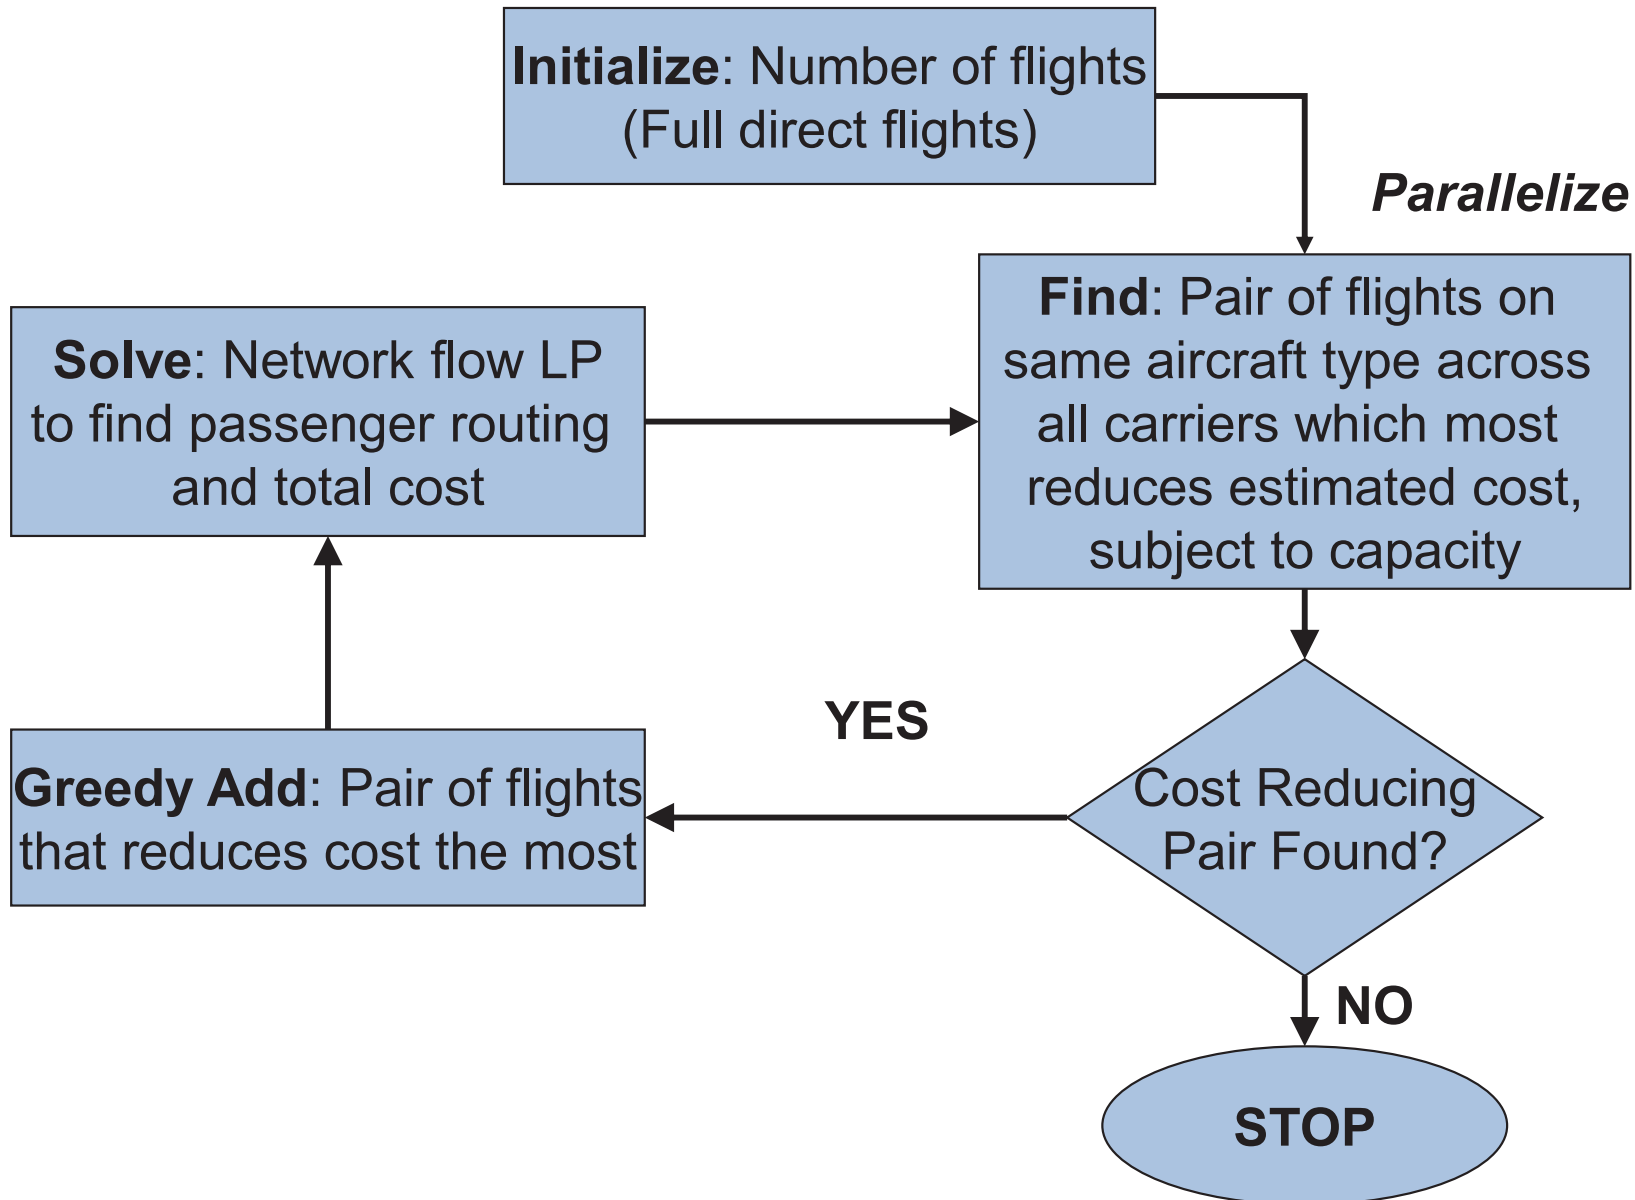 Initialize: Number of flights
(Full direct flights)
Parallelize
Find: Pair of flights on
same aircraft type across
all carriers which most
reduces estimated cost,
subject to capacity
Solve: Network flow LP
to find passenger routing
and total cost
YES
Greedy Add: Pair of flights
that reduces cost the most
Cost Reducing
Pair Found?
NO
STOP